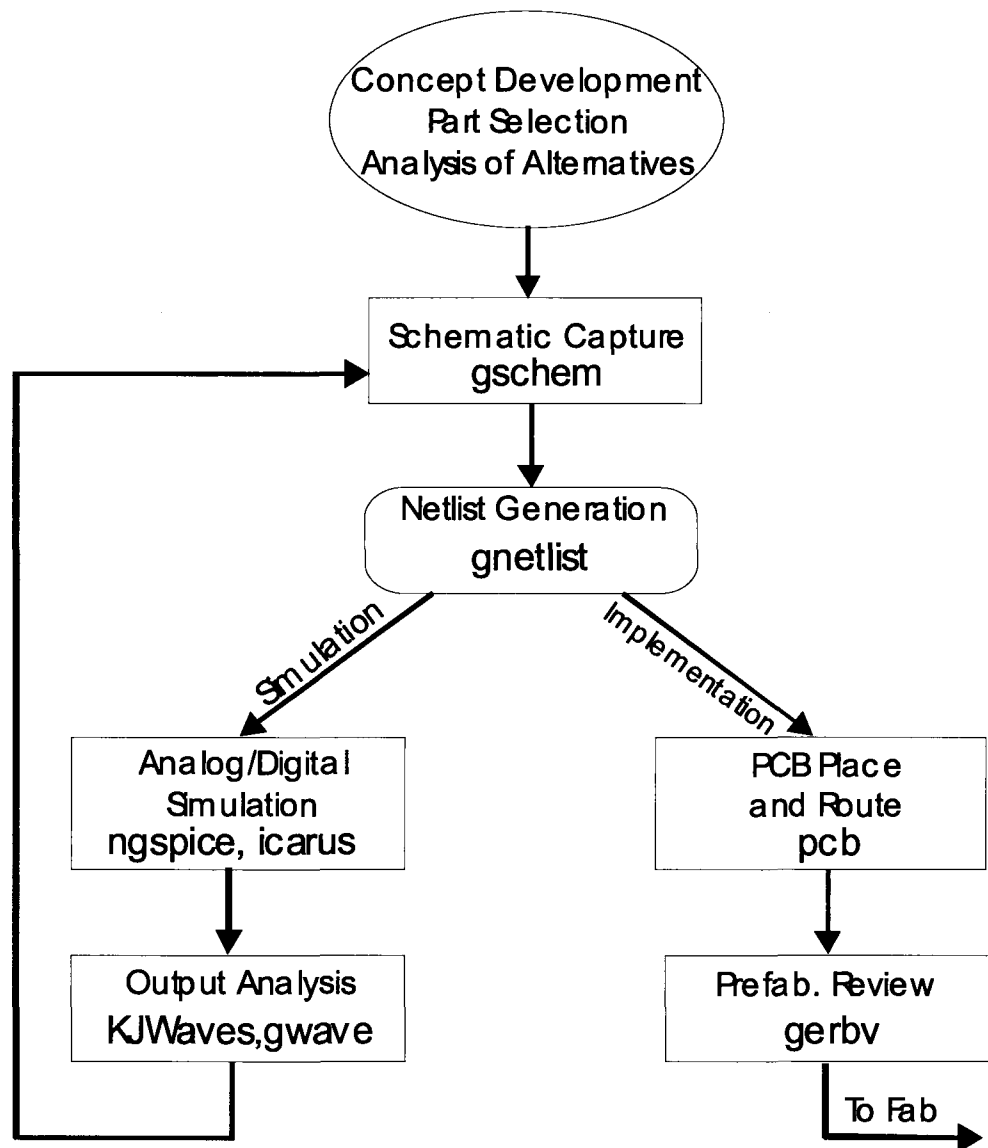 Concept Development
Part Selection
Analysis of Alternatives
Schematic Capture
gschem
Netlist Generation
gnetlist
Simulation
Implementation
Analog/Digital
Simulation
ngspice, icarus
PCB Place
and Route
pcb
Output Analysis
KJWaves,gwave
Prefab. Review
gerbv
To Fab